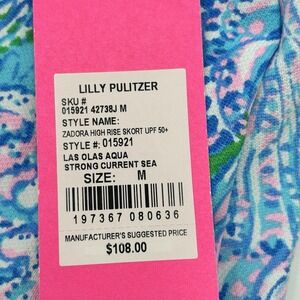 LILLY PULITZER
SKU #
015921 42738J M
STYLE NAME:
ZADORA HIGH RISE SKORT UPF 50+
STYLE #: 015921
LAS OLAS AQUA
STRONG CURRENT SEA
SIZE: M
197367 080636
MANUFACTURER'S SUGGESTED PRICE
$108.00